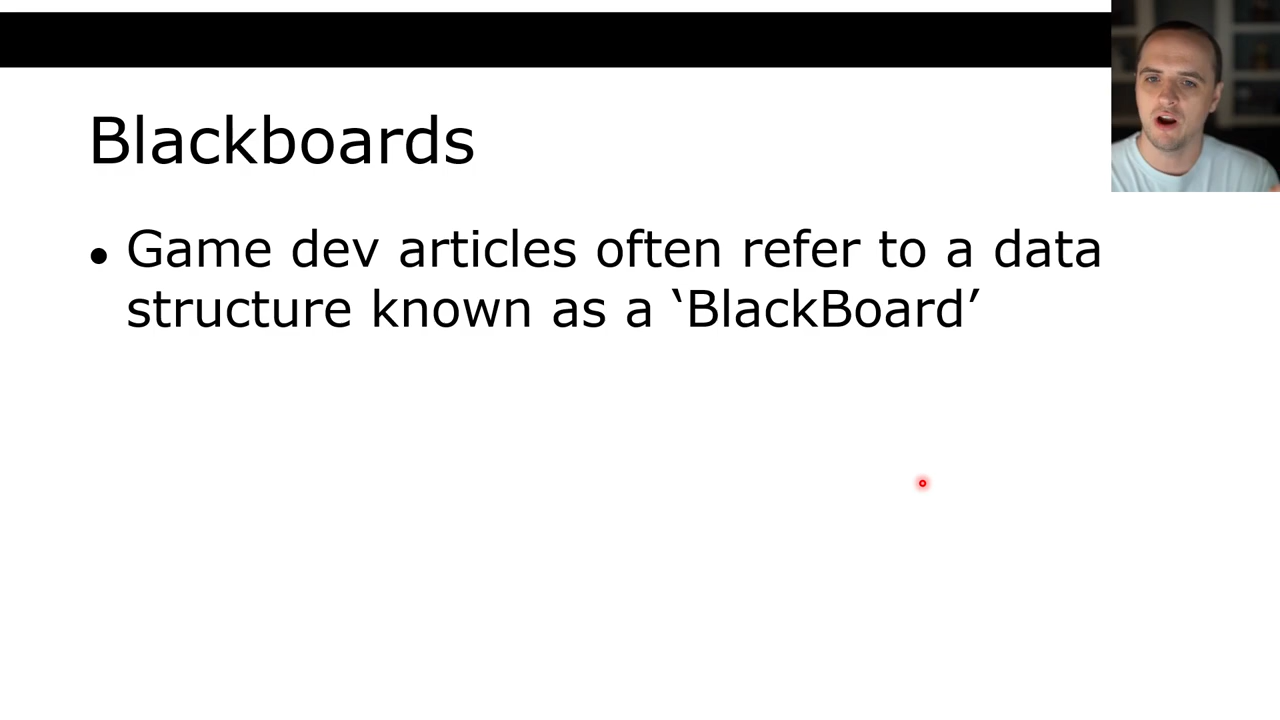 Blackboards
● Game dev articles often refer to a data
structure known as a ‘BlackBoard’